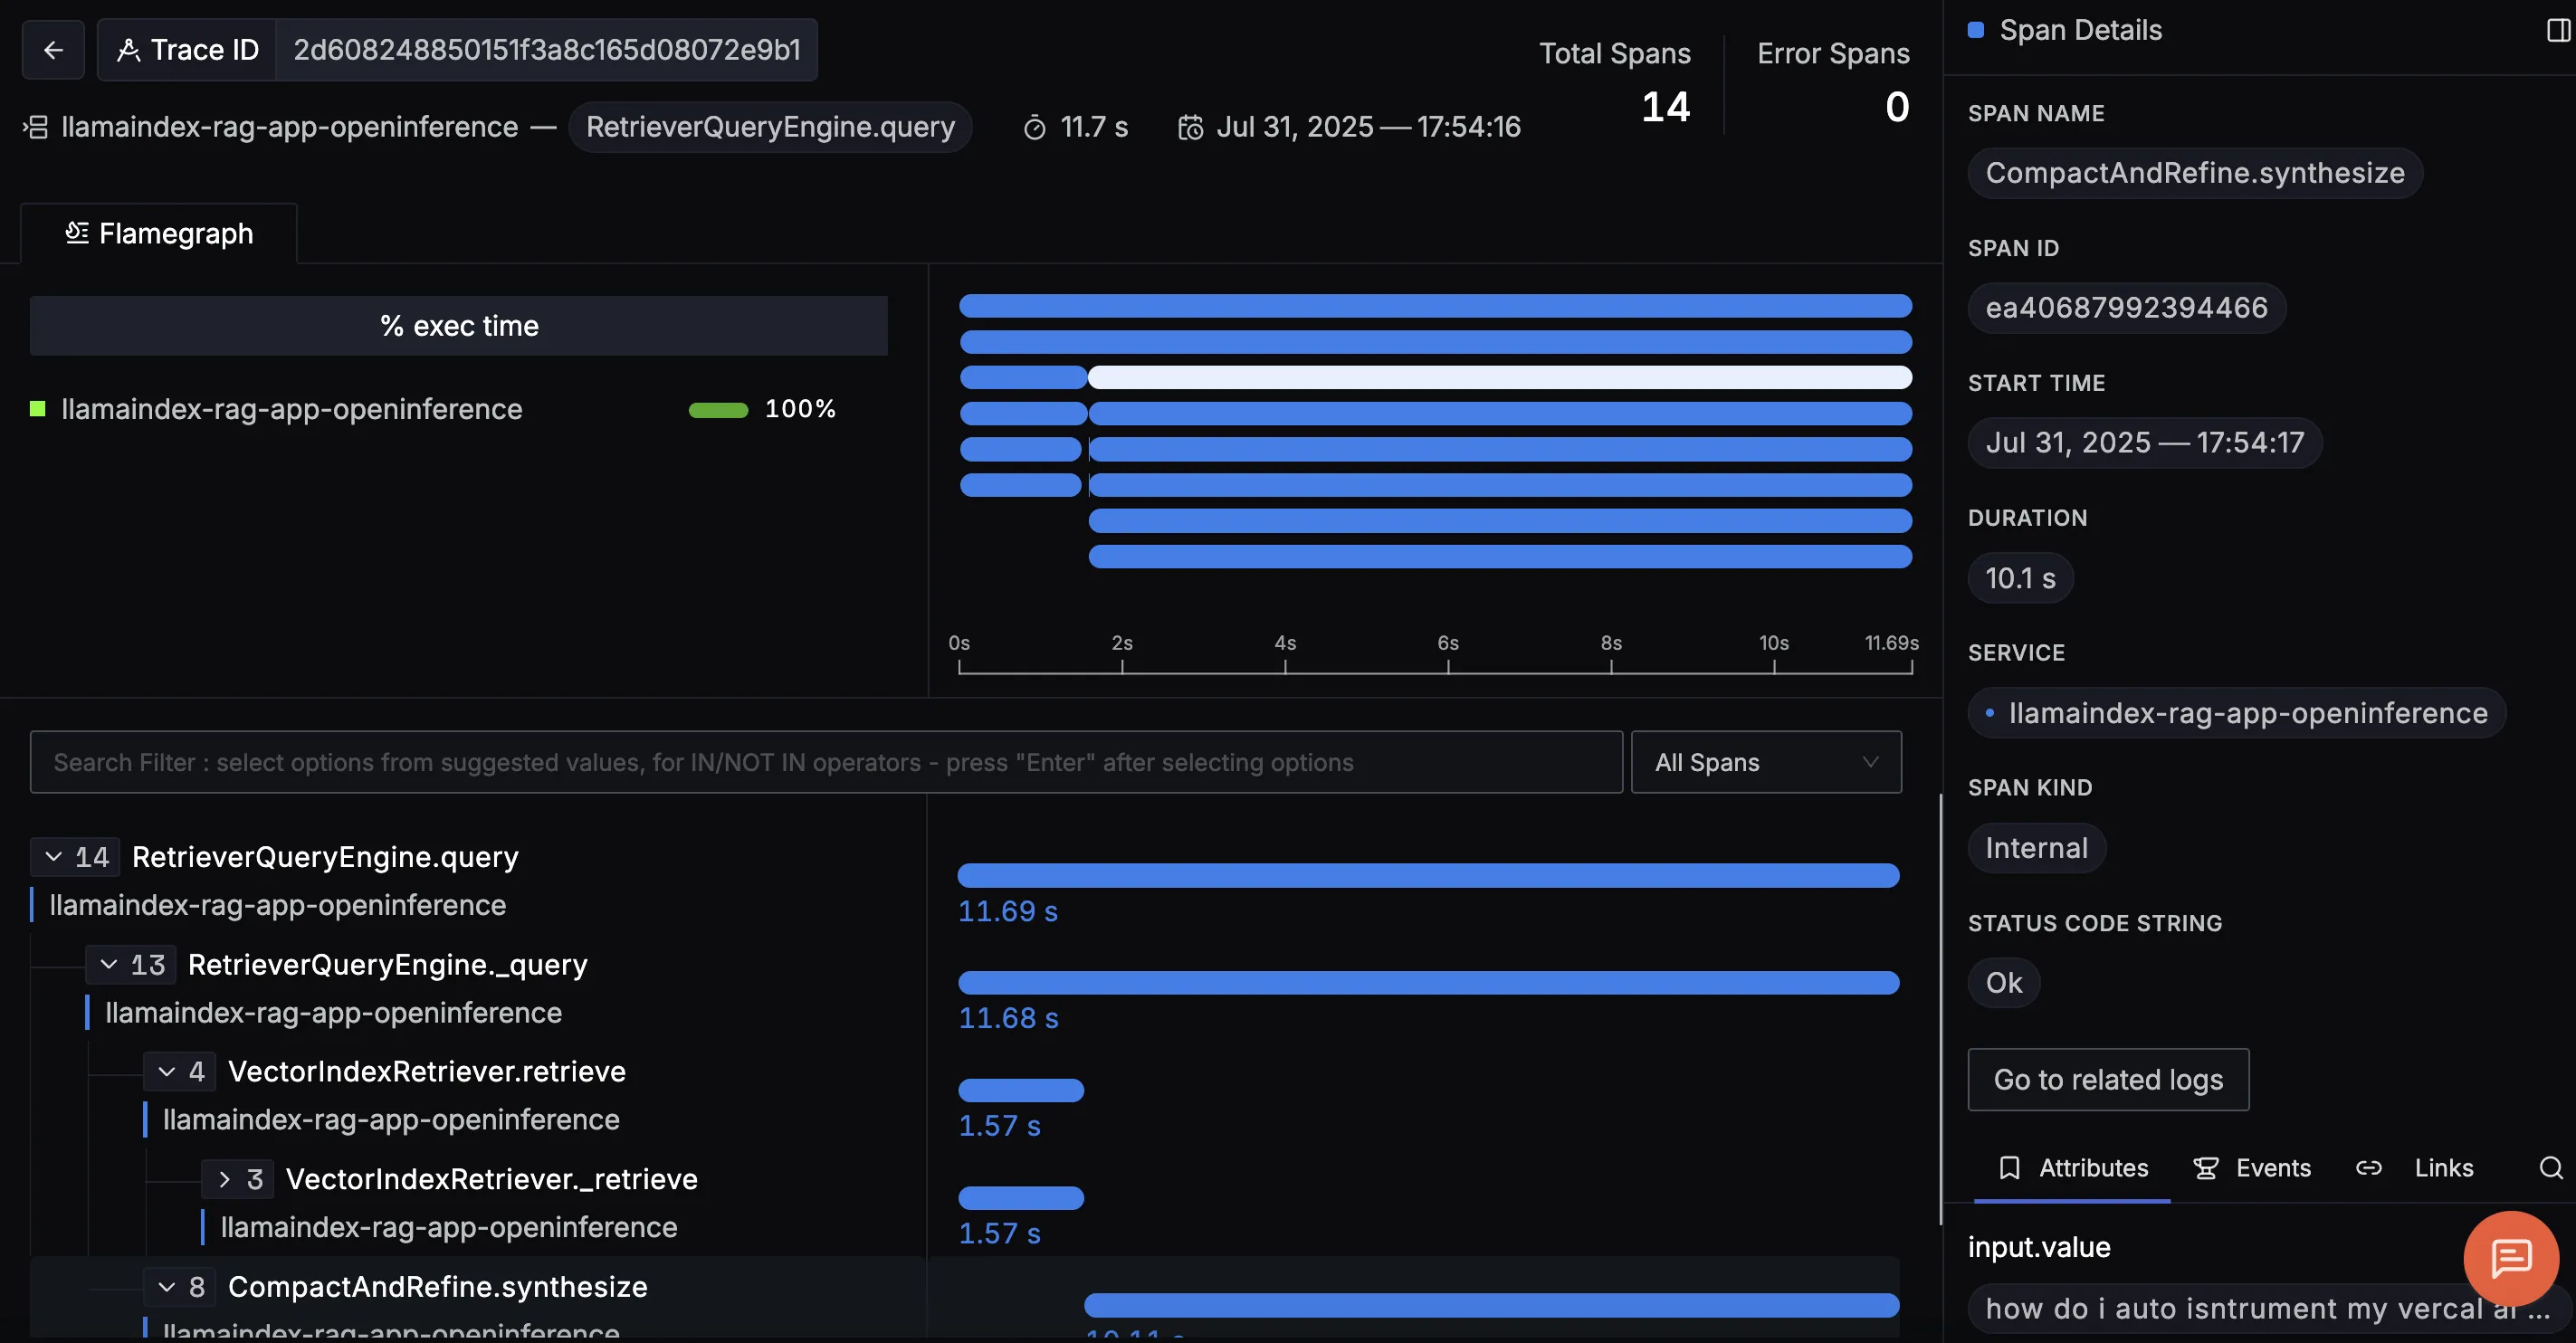 Trace ID 2d608248850151f3a8c165d08072e9b1
Total Spans
14
Error Spans
0
llamaindex-rag-app-openinference — RetrieverQueryEngine.query 11.7 s Jul 31, 2025 — 17:54:16
Flamegraph
% exec time
llamaindex-rag-app-openinference 100%
0s 2s 4s 6s 8s 10s 11.69s
Search Filter : select options from suggested values, for IN/NOT IN operators - press "Enter" after selecting options
All Spans
14 RetrieverQueryEngine.query
llamaindex-rag-app-openinference
11.69 s
13 RetrieverQueryEngine._query
llamaindex-rag-app-openinference
11.68 s
4 VectorIndexRetriever.retrieve
llamaindex-rag-app-openinference
1.57 s
3 VectorIndexRetriever._retrieve
llamaindex-rag-app-openinference
1.57 s
8 CompactAndRefine.synthesize
llamaindex-rag-app-openinference
10.11 s
Span Details
SPAN NAME
CompactAndRefine.synthesize
SPAN ID
ea40687992394466
START TIME
Jul 31, 2025 — 17:54:17
DURATION
10.1 s
SERVICE
llamaindex-rag-app-openinference
SPAN KIND
Internal
STATUS CODE STRING
Ok
Go to related logs
Attributes Events Links
input.value
how do i auto isntrument my vercal ai ...